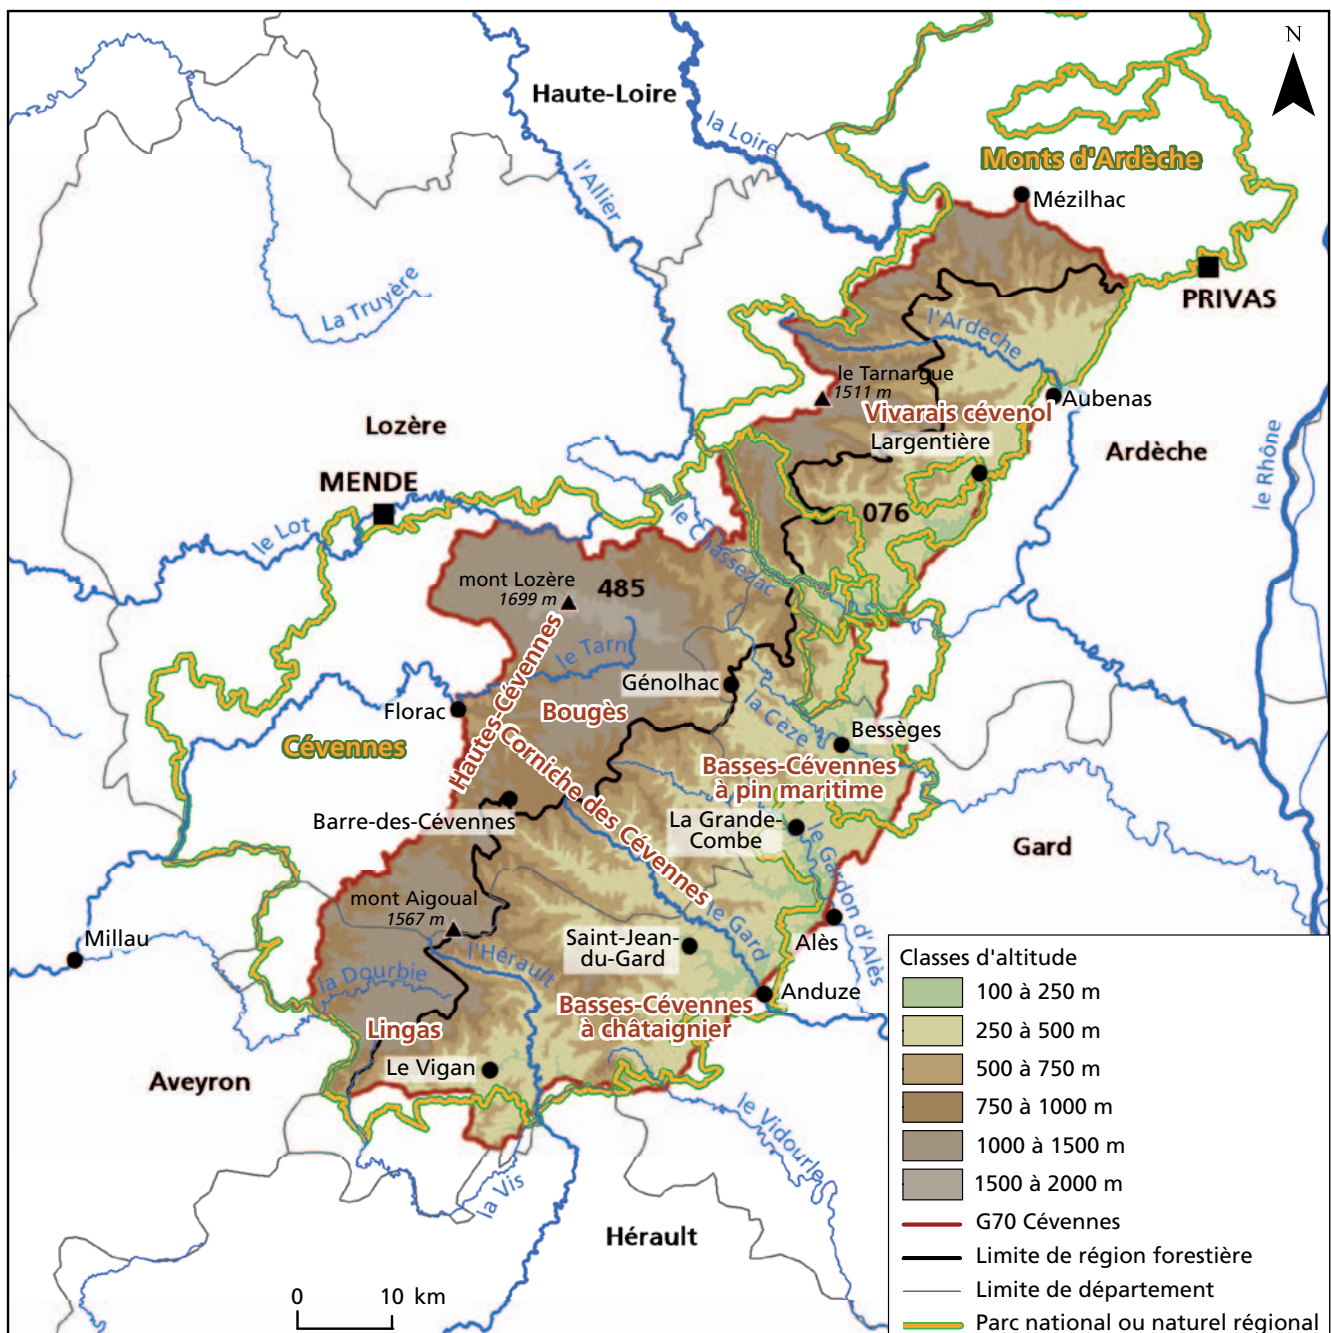 N
Haute-Loire
la Loire
l'Allier
Monts d'Ardèche
Mézilhac
PRIVAS
La Truyère
l'Ardèche
le Tarnargue
1511 m
Aubenas
Vivarais cévenol
Largentière
Ardèche
le Rhône
Lozère
MENDE
le Lot
le Chassezac
076
mont Lozère
1699 m
485
Hautes-Cévennes
le Tarn
Génolhac
Florac
Bougès
la Cèze
Bessèges
Cévennes
Corniche des Cévennes
Basses-Cévennes
à pin maritime
Barre-des-Cévennes
La Grande-
Combe
le Gardon d'Alès
Gard
mont Aigoual
1567 m
Millau
le Gard
Saint-Jean-
du-Gard
Alès
l'Hérault
la Dourbie
Anduze
Basses-Cévennes
à châtaignier
Lingas
Le Vigan
Aveyron
le Vidourle
la Vis
Hérault
0 10 km
Classes d'altitude
100 à 250 m
250 à 500 m
500 à 750 m
750 à 1000 m
1000 à 1500 m
1500 à 2000 m
G70 Cévennes
Limite de région forestière
Limite de département
Parc national ou naturel régional